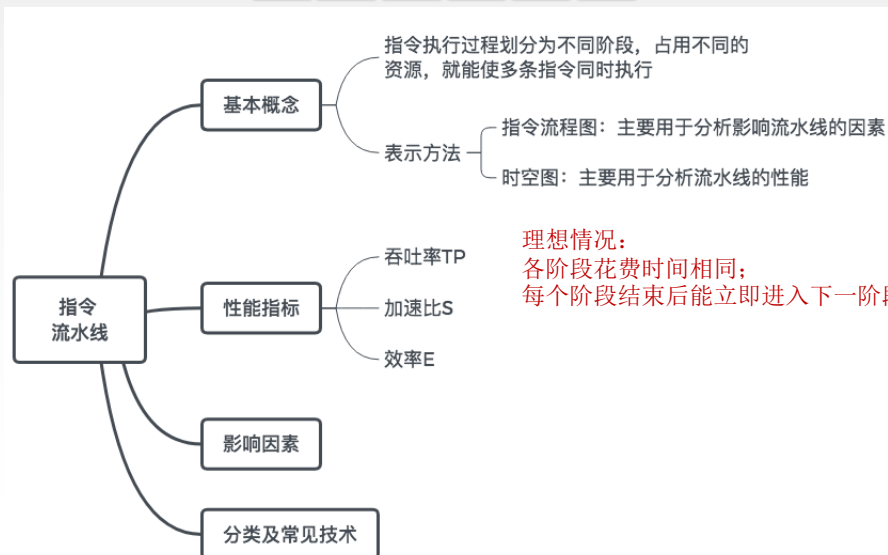 指令执行过程划分为不同阶段，占用不同的
资源，就能使多条指令同时执行
基本概念
指令流程图：主要用于分析影响流水线的因素
表示方法
时空图：主要用于分析流水线的性能
理想情况：
各阶段花费时间相同；
每个阶段结束后能立即进入下一阶段
吞吐率TP
指令
流水线
性能指标
加速比S
效率E
影响因素
分类及常见技术